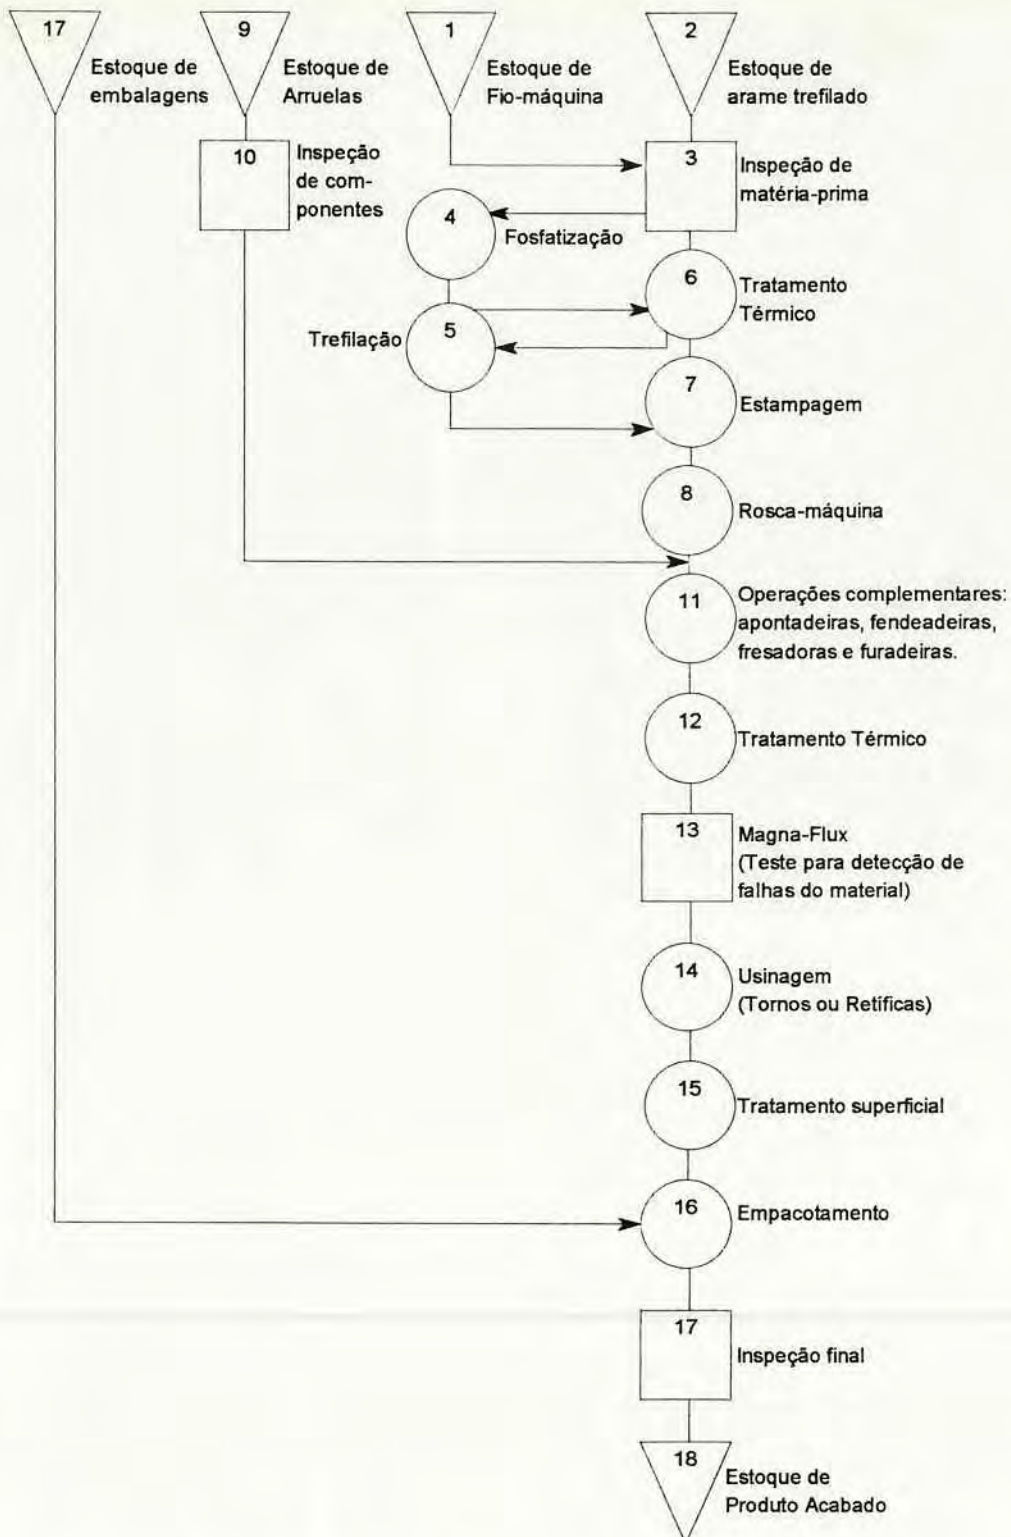 17
Estoque de
embalagens
9
Estoque de
Arruelas
1
Estoque de
Fio-máquina
2
Estoque de
arame trefilado
10
Inspeção
de com-
ponentes
3
Inspeção de
matéria-prima
4
Fosfatização
6
Tratamento
Térmico
Trefilação
5
7
Estampagem
8
Rosca-máquina
11
Operações complementares:
apontadeiras, fendeadeiras,
fresadoras e furadeiras.
12
Tratamento Térmico
13
Magna-Flux
(Teste para detecção de
falhas do material)
14
Usinagem
(Tornos ou Retíficas)
15
Tratamento superficial
16
Empacotamento
17
Inspeção final
18
Estoque de
Produto Acabado